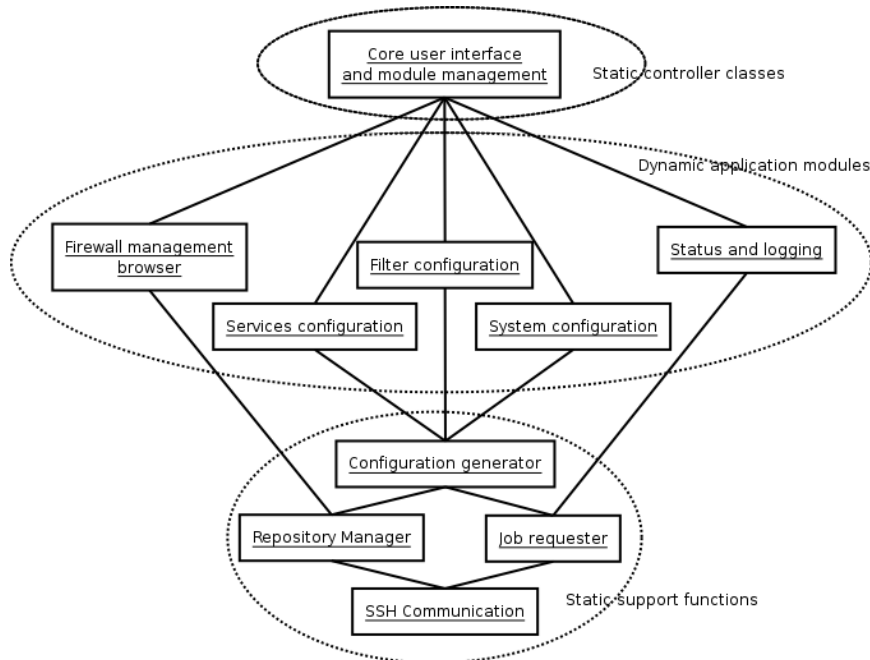 Core user interface
and module management
Static controller classes
Dynamic application modules
Firewall management
browser
Filter configuration
Status and logging
Services configuration
System configuration
Configuration generator
Repository Manager
Job requester
SSH Communication
Static support functions